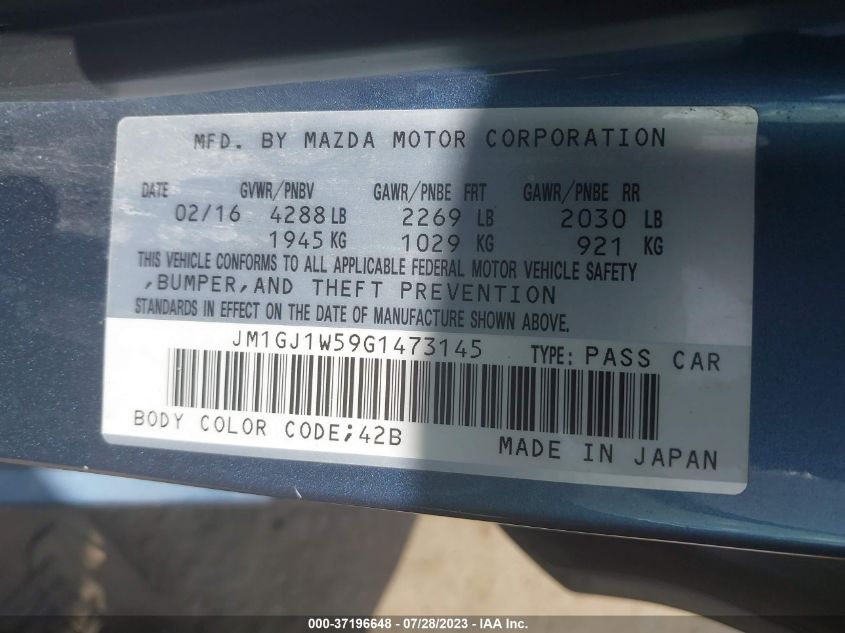 MFD. BY MAZDA MOTOR CORPORATION
DATE GVWR/PNBV GAWR/PNBE FRT GAWR/PNBE RR
02/16 4288 LB 2269 LB 2030 LB
1945 KG 1029 KG 921 KG
THIS VEHICLE CONFORMS TO ALL APPLICABLE FEDERAL MOTOR VEHICLE SAFETY
,BUMPER,AND THEFT PREVENTION
STANDARDS IN EFFECT ON THE DATE OF MANUFACTURE SHOWN ABOVE.
JM1GJ1W59G1473145 TYPE: PASS CAR
BODY COLOR CODE;42B
MADE IN JAPAN
000-37196648 - 07/28/2023 - IAA Inc.